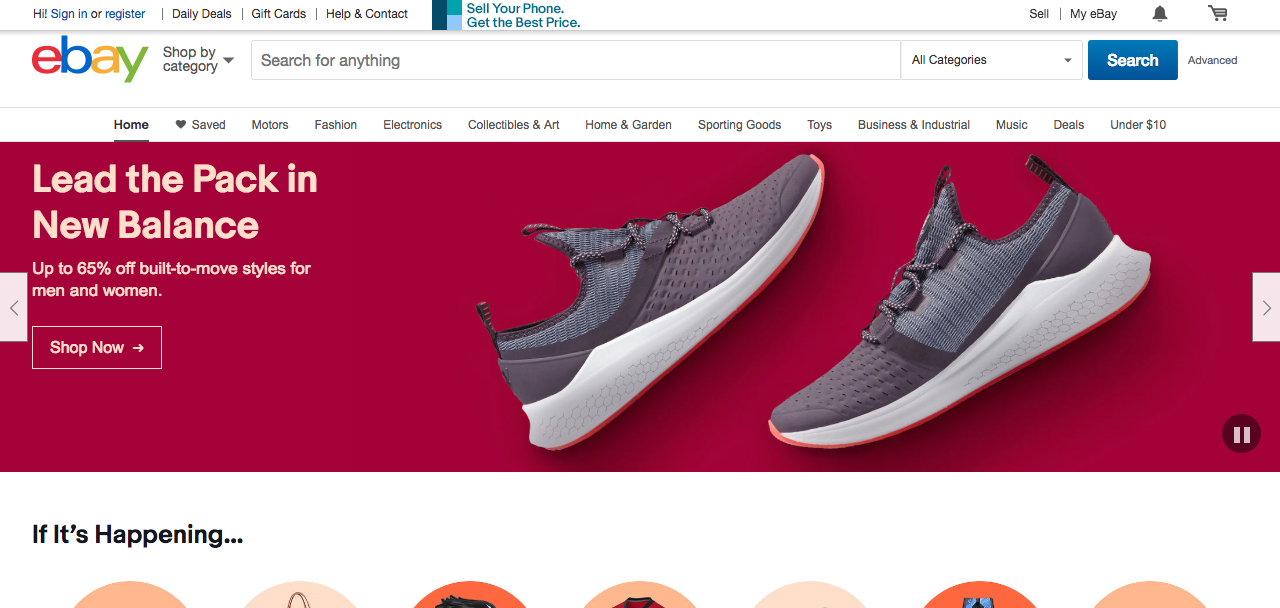 Hi! Sign in or register
Daily Deals
Gift Cards
Help & Contact
Sell Your Phone.
Get the Best Price.
Sell
My eBay
ebay
Shop by
category
Search for anything
All Categories
Search
Advanced
Home
Saved
Motors
Fashion
Electronics
Collectibles & Art
Home & Garden
Sporting Goods
Toys
Business & Industrial
Music
Deals
Under $10
Lead the Pack in
New Balance
Up to 65% off built-to-move styles for
men and women.
Shop Now
If It's Happening...